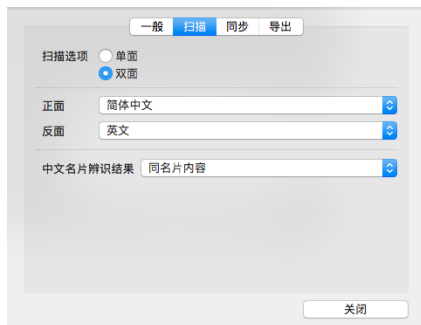 一般 扫描 同步 导出
扫描选项 单面
双面
正面 简体中文
反面 英文
中文名片辨识结果 同名片内容
关闭